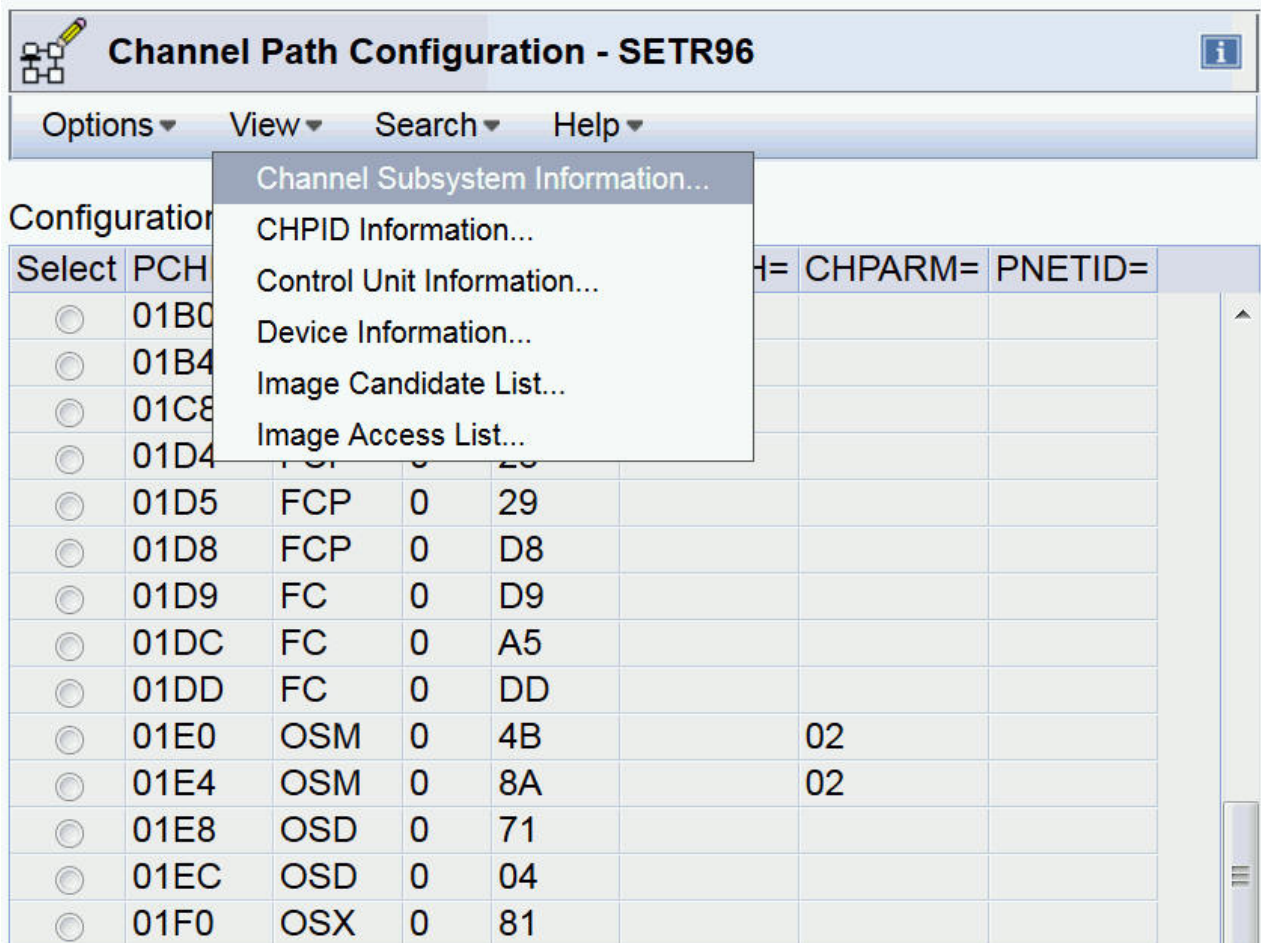 Channel Path Configuration - SETR96
Options View Search Help
Channel Subsystem Information...
Configuration
CHPID Information...
Select PCHI CHPARM= PNETID=
Control Unit Information...
01B0
Device Information...
01B4
Image Candidate List...
01C8
Image Access List...
01D4
01D5 FCP 0 29
01D8 FCP 0 D8
01D9 FC 0 D9
01DC FC 0 A5
01DD FC 0 DD
01E0 OSM 0 4B 02
01E4 OSM 0 8A 02
01E8 OSD 0 71
01EC OSD 0 04
01F0 OSX 0 81